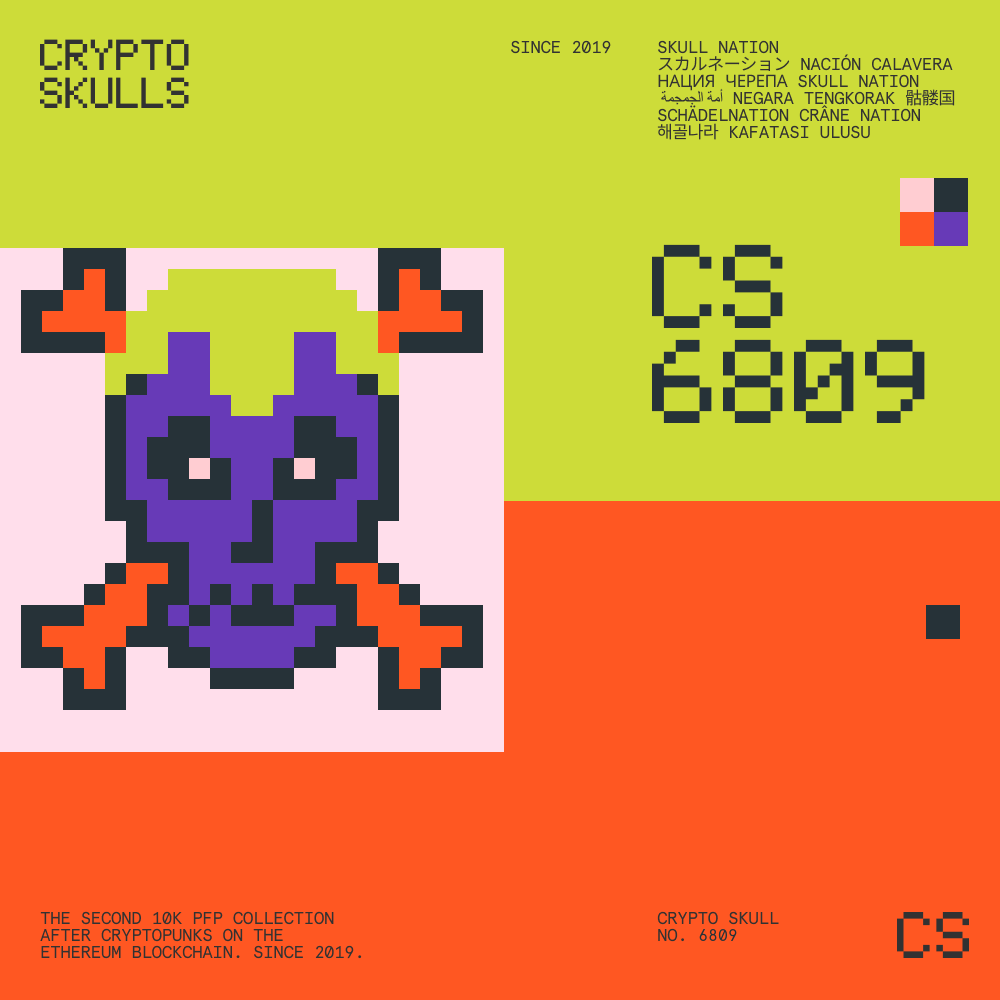 CRYPTO
SKULLS
SINCE 2019
SKULL NATION
スカルネーション NACIÓN CALAVERA
НАЦИЯ ЧЕРЕПА SKULL NATION
أمة الجمجمة NEGARA TENGKORAK 骷髅国
SCHÄDELNATION CRÂNE NATION
해골나라 KAFATASI ULUSU
CS
6809
THE SECOND 10K PFP COLLECTION
AFTER CRYPTOPUNKS ON THE
ETHEREUM BLOCKCHAIN. SINCE 2019.
CRYPTO SKULL
NO. 6809
CS